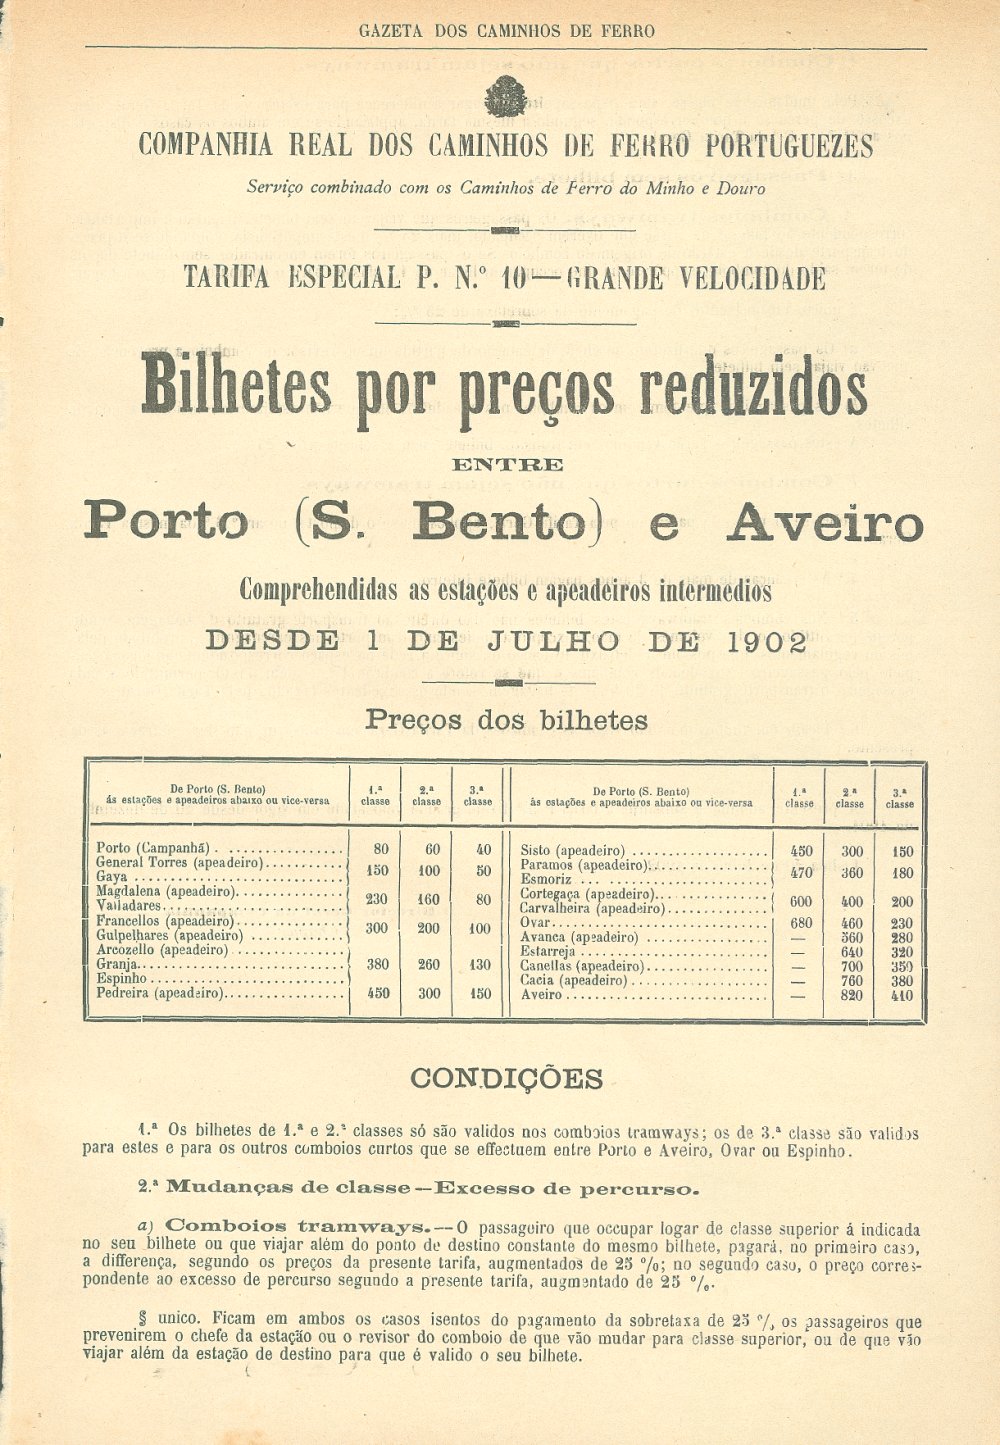 GAZETA DOS CAMINHOS DE FERRO
COMPANHIA REAL DOS CAMINHOS DE FERRO PORTUGUEZES
Serviço combinado com os Caminhos de Ferro do Minho e Douro
TARIFA ESPECIAL P. N.º 10 — GRANDE VELOCIDADE
Bilhetes por preços reduzidos
ENTRE
Porto (S. Bento) e Aveiro
Comprehendidas as estações e apeadeiros intermedios
DESDE 1 DE JULHO DE 1902
Preços dos bilhetes
De Porto (S. Bento) ás estações e apeadeiros abaixo ou vice-versa | 1.ª classe | 2.ª classe | 3.ª classe
Porto (Campanhã) | 80 | 60 | 40
General Torres (apeadeiro)
Gaya | 150 | 100 | 50
Magdalena (apeadeiro)
Valladares | 230 | 160 | 80
Francellos (apeadeiro)
Gulpelhares (apeadeiro) | 300 | 200 | 100
Arcozello (apeadeiro)
Granja
Espinho | 380 | 260 | 130
Pedreira (apeadeiro) | 450 | 300 | 150
De Porto (S. Bento) ás estações e apeadeiros abaixo ou vice-versa | 1.ª classe | 2.ª classe | 3.ª classe
Sisto (apeadeiro) | 450 | 300 | 150
Paramos (apeadeiro)
Esmoriz | 470 | 360 | 180
Cortegaça (apeadeiro)
Carvalheira (apeadeiro) | 600 | 400 | 200
Ovar | 680 | 460 | 230
Avanca (apeadeiro) | — | 560 | 280
Estarreja | — | 640 | 320
Canellas (apeadeiro) | — | 700 | 350
Cacia (apeadeiro) | — | 760 | 380
Aveiro | — | 820 | 410
CONDIÇÕES
1.ª Os bilhetes de 1.ª e 2.ª classes só são validos nos comboios tramways; os de 3.ª classe são validos
para estes e para os outros comboios curtos que se effectuem entre Porto e Aveiro, Ovar ou Espinho.
2.ª Mudanças de classe — Excesso de percurso.
a) Comboios tramways. — O passageiro que occupar logar de classe superior á indicada
no seu bilhete ou que viajar além do ponto de destino constante do mesmo bilhete, pagará, no primeiro caso,
a differença, segundo os preços da presente tarifa, augmentados de 25 %; no segundo caso, o preço corres-
pondente ao excesso de percurso segundo a presente tarifa, augmentado de 25 %.
§ unico. Ficam em ambos os casos isentos do pagamento da sobretaxa de 25 %, os passageiros que
prevenirem o chefe da estação ou o revisor do comboio de que vão mudar para classe superior, ou de que vão
viajar além da estação de destino para que é valido o seu bilhete.